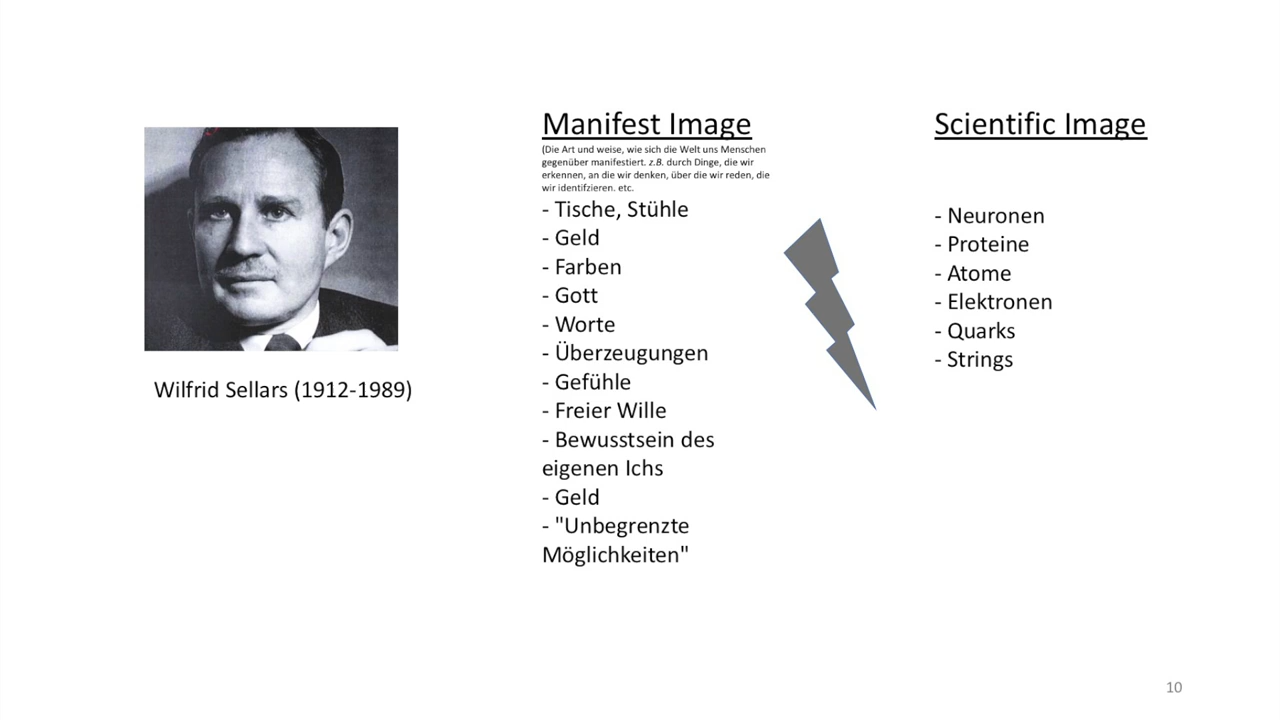 Manifest Image
(Die Art und weise, wie sich die Welt uns Menschen
gegenüber manifestiert. z.B. durch Dinge, die wir
erkennen, an die wir denken, über die wir reden, die
wir identifzieren. etc.
- Tische, Stühle
- Geld
- Farben
- Gott
- Worte
- Überzeugungen
- Gefühle
- Freier Wille
- Bewusstsein des
eigenen Ichs
- Geld
- "Unbegrenzte
Möglichkeiten"
Scientific Image
- Neuronen
- Proteine
- Atome
- Elektronen
- Quarks
- Strings
Wilfrid Sellars (1912-1989)
10